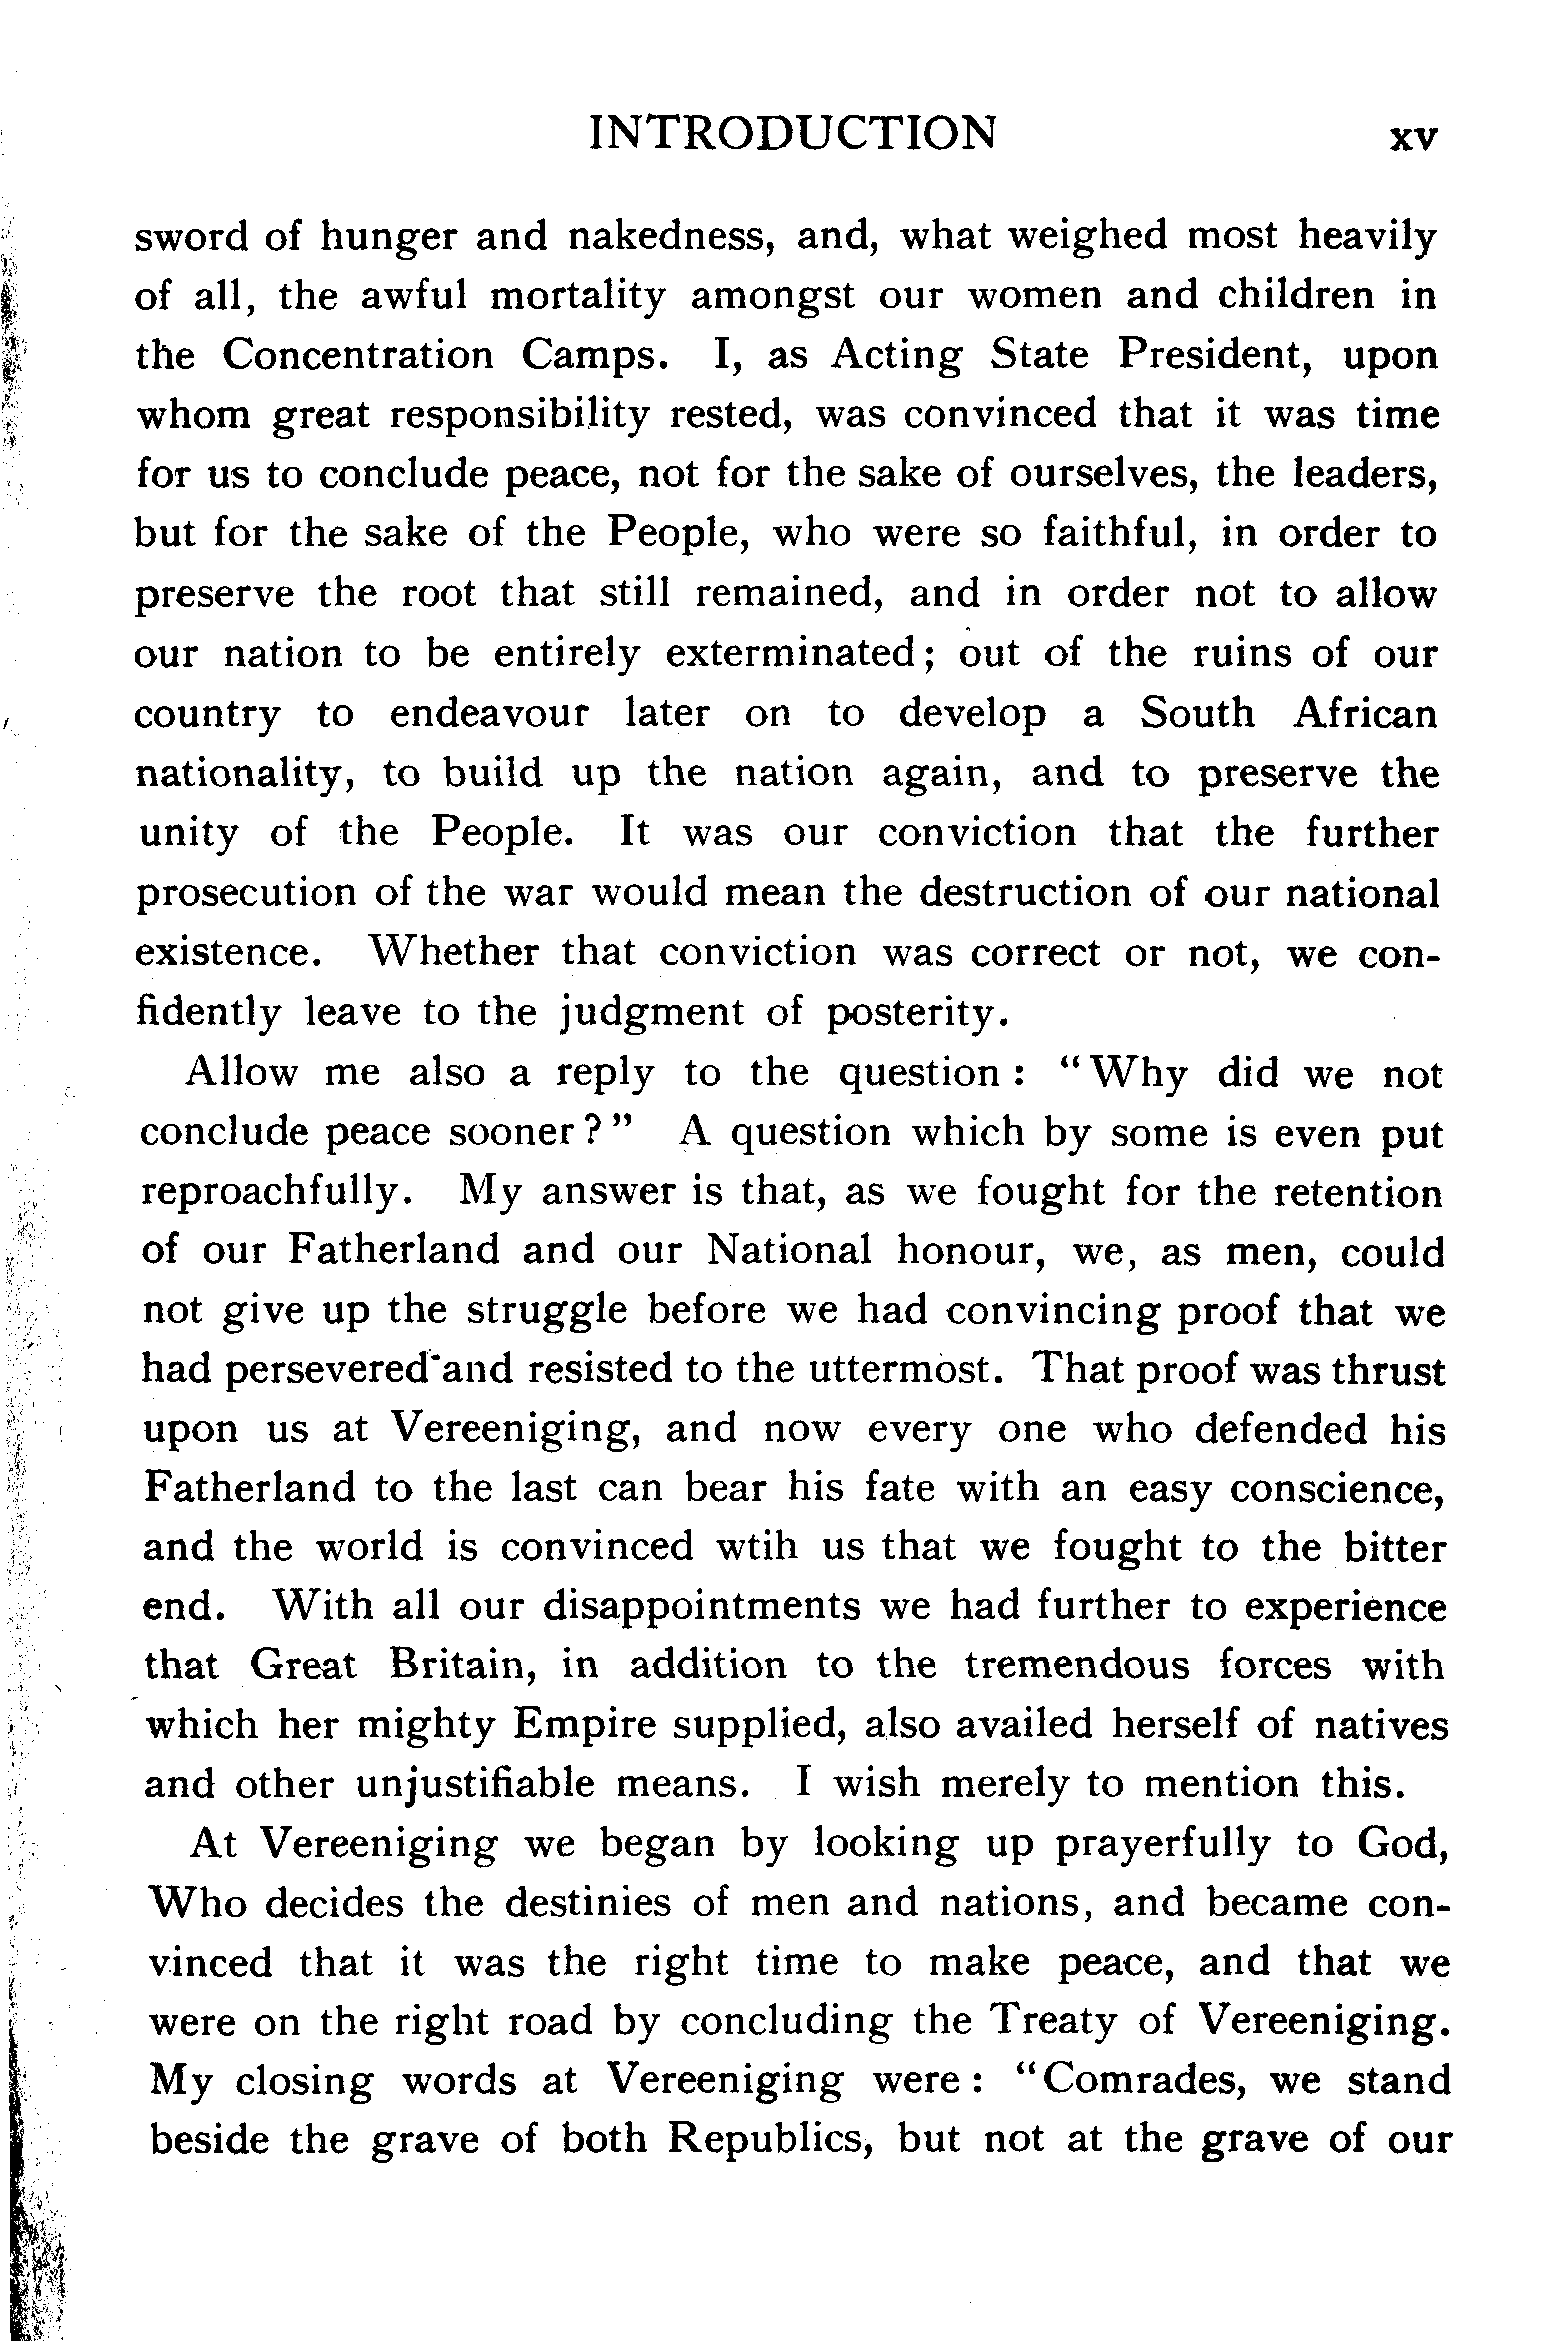 INTRODUCTION xv
sword of hunger and nakedness, and, what weighed most heavily
of all, the awful mortality amongst our women and children in
the Concentration Camps. I, as Acting State President, upon
whom great responsibility rested, was convinced that it was time
for us to conclude peace, not for the sake of ourselves, the leaders,
but for the sake of the People, who were so faithful, in order to
preserve the root that still remained, and in order not to allow
our nation to be entirely exterminated; out of the ruins of our
country to endeavour later on to develop a South African
nationality, to build up the nation again, and to preserve the
unity of the People. It was our conviction that the further
prosecution of the war would mean the destruction of our national
existence. Whether that conviction was correct or not, we con-
fidently leave to the judgment of posterity.
Allow me also a reply to the question: "Why did we not
conclude peace sooner?" A question which by some is even put
reproachfully. My answer is that, as we fought for the retention
of our Fatherland and our National honour, we, as men, could
not give up the struggle before we had convincing proof that we
had persevered and resisted to the uttermost. That proof was thrust
upon us at Vereeniging, and now every one who defended his
Fatherland to the last can bear his fate with an easy conscience,
and the world is convinced wtih us that we fought to the bitter
end. With all our disappointments we had further to experience
that Great Britain, in addition to the tremendous forces with
which her mighty Empire supplied, also availed herself of natives
and other unjustifiable means. I wish merely to mention this.
At Vereeniging we began by looking up prayerfully to God,
Who decides the destinies of men and nations, and became con-
vinced that it was the right time to make peace, and that we
were on the right road by concluding the Treaty of Vereeniging.
My closing words at Vereeniging were: "Comrades, we stand
beside the grave of both Republics, but not at the grave of our